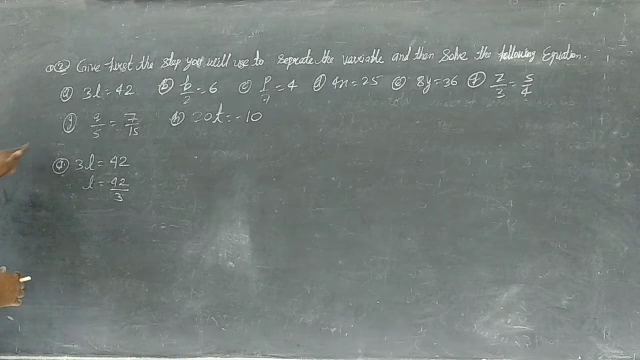 Q② Give first the step you will use to seprate the variable and then solve the following Equation.
ⓐ 3l = 42 ⓑ b/2 = 6 ⓒ p/7 = 4 ⓓ 4x = 25 ⓔ 8y = 36 ⓕ z/3 = 5/4
ⓖ a/5 = 7/15 ⓗ 20t = -10
ⓐ 3l = 42
l = 42/3